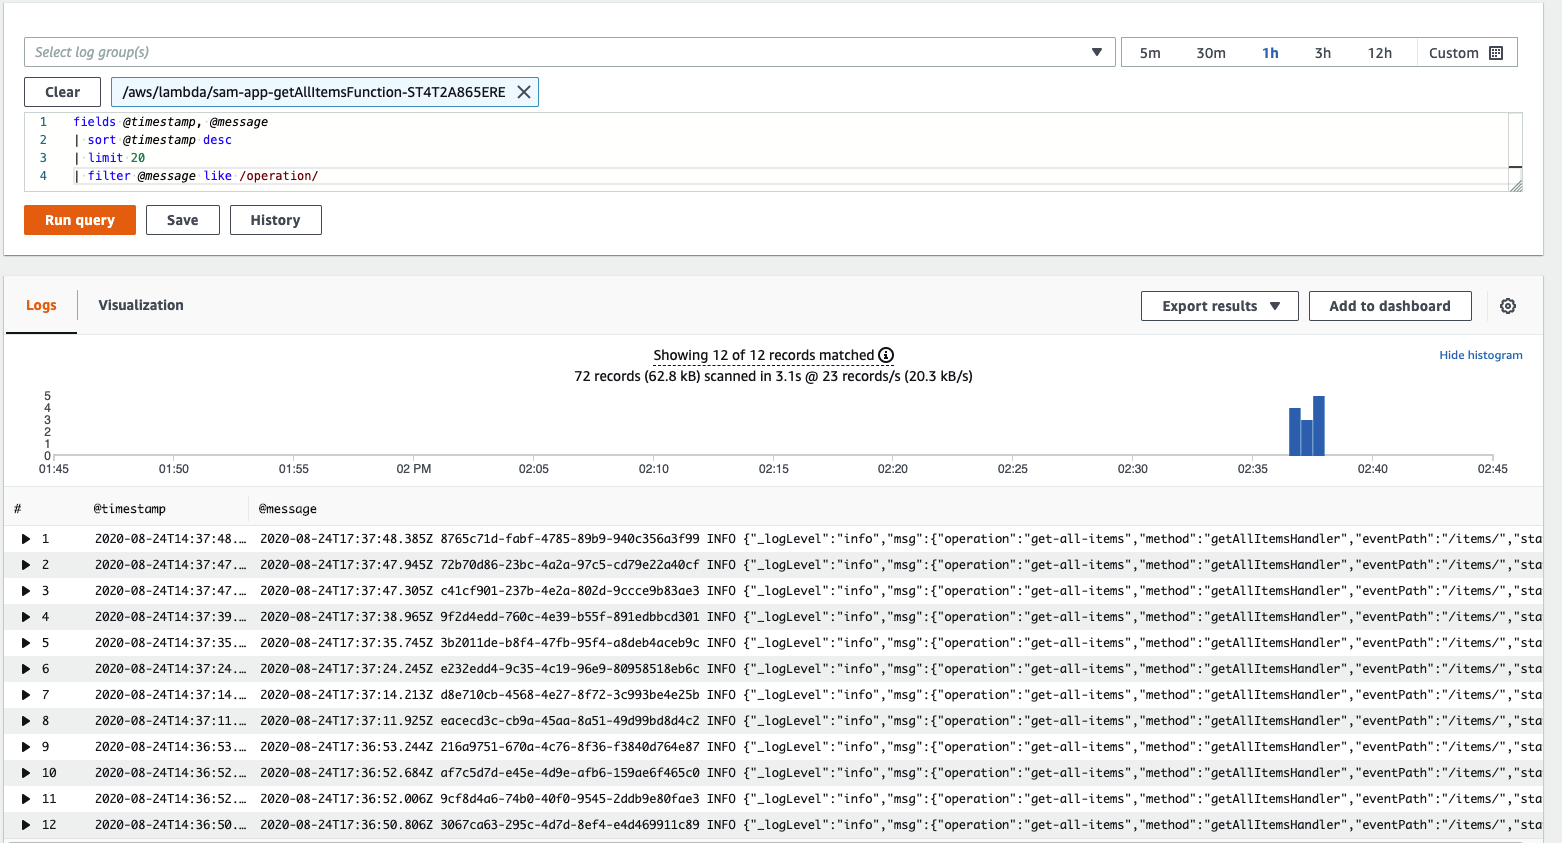 Select log group(s)
5m 30m 1h 3h 12h Custom
Clear /aws/lambda/sam-app-getAllItemsFunction-ST4T2A865ERE
1 fields @timestamp, @message
2 | sort @timestamp desc
3 | limit 20
4 | filter @message like /operation/
Run query Save History
Logs Visualization Export results Add to dashboard
Showing 12 of 12 records matched
Hide histogram
72 records (62.8 kB) scanned in 3.1s @ 23 records/s (20.3 kB/s)
5
4
3
2
1
0
01:45 01:50 01:55 02 PM 02:05 02:10 02:15 02:20 02:25 02:30 02:35 02:40 02:45
# @timestamp @message
1 2020-08-24T14:37:48.... 2020-08-24T17:37:48.385Z 8765c71d-fabf-4785-89b9-940c356a3f99 INFO {"_logLevel":"info","msg":{"operation":"get-all-items","method":"getAllItemsHandler","eventPath":"/items/","sta
2 2020-08-24T14:37:47.... 2020-08-24T17:37:47.945Z 72b70d86-23bc-4a2a-97c5-cd79e22a40cf INFO {"_logLevel":"info","msg":{"operation":"get-all-items","method":"getAllItemsHandler","eventPath":"/items/","sta
3 2020-08-24T14:37:47.... 2020-08-24T17:37:47.305Z c41cf901-237b-4e2a-802d-9ccce9b83ae3 INFO {"_logLevel":"info","msg":{"operation":"get-all-items","method":"getAllItemsHandler","eventPath":"/items/","sta
4 2020-08-24T14:37:39.... 2020-08-24T17:37:38.965Z 9f2d4edd-760c-4e39-b55f-891edbbcd301 INFO {"_logLevel":"info","msg":{"operation":"get-all-items","method":"getAllItemsHandler","eventPath":"/items/","sta
5 2020-08-24T14:37:35.... 2020-08-24T17:37:35.745Z 3b2011de-b8f4-47fb-95f4-a8deb4aceb9c INFO {"_logLevel":"info","msg":{"operation":"get-all-items","method":"getAllItemsHandler","eventPath":"/items/","sta
6 2020-08-24T14:37:24.... 2020-08-24T17:37:24.245Z e232edd4-9c35-4c19-96e9-80958518eb6c INFO {"_logLevel":"info","msg":{"operation":"get-all-items","method":"getAllItemsHandler","eventPath":"/items/","sta
7 2020-08-24T14:37:14.... 2020-08-24T17:37:14.213Z d8e710cb-4568-4e27-8f72-3c993be4e25b INFO {"_logLevel":"info","msg":{"operation":"get-all-items","method":"getAllItemsHandler","eventPath":"/items/","sta
8 2020-08-24T14:37:11.... 2020-08-24T17:37:11.925Z eacecd3c-cb9a-45aa-8a51-49d99bd8d4c2 INFO {"_logLevel":"info","msg":{"operation":"get-all-items","method":"getAllItemsHandler","eventPath":"/items/","sta
9 2020-08-24T14:36:53.... 2020-08-24T17:36:53.244Z 216a9751-670a-4c76-8f36-f3840d764e87 INFO {"_logLevel":"info","msg":{"operation":"get-all-items","method":"getAllItemsHandler","eventPath":"/items/","sta
10 2020-08-24T14:36:52.... 2020-08-24T17:36:52.684Z af7c5d7d-e45e-4d9e-afb6-159ae6f465c0 INFO {"_logLevel":"info","msg":{"operation":"get-all-items","method":"getAllItemsHandler","eventPath":"/items/","sta
11 2020-08-24T14:36:52.... 2020-08-24T17:36:52.006Z 9cf8d4a6-74b0-40f0-9545-2ddb9e80fae3 INFO {"_logLevel":"info","msg":{"operation":"get-all-items","method":"getAllItemsHandler","eventPath":"/items/","sta
12 2020-08-24T14:36:50.... 2020-08-24T17:36:50.806Z 3067ca63-295c-4d7d-8ef4-e4d469911c89 INFO {"_logLevel":"info","msg":{"operation":"get-all-items","method":"getAllItemsHandler","eventPath":"/items/","sta